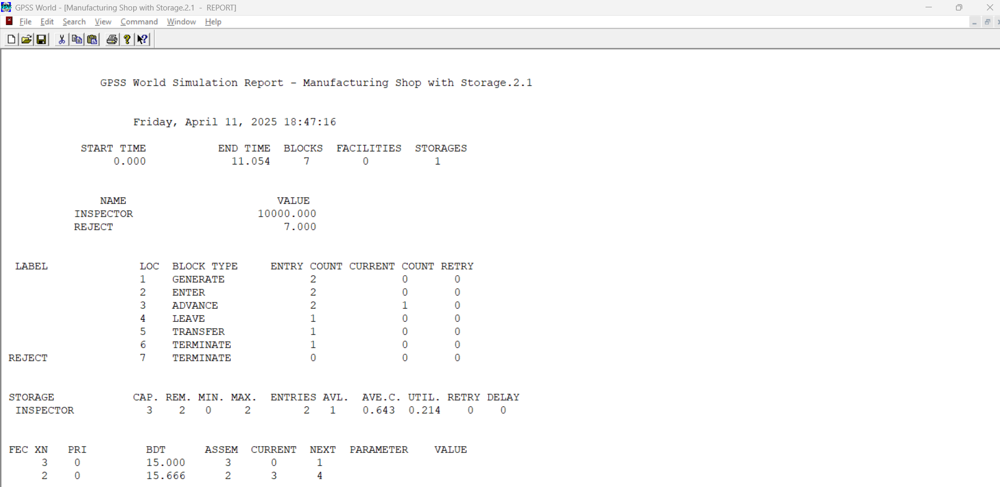 GPSS World - [Manufacturing Shop with Storage.2.1 - REPORT]
File Edit Search View Command Window Help
GPSS World Simulation Report - Manufacturing Shop with Storage.2.1
Friday, April 11, 2025 18:47:16
START TIME END TIME BLOCKS FACILITIES STORAGES
0.000 11.054 7 0 1
NAME VALUE
INSPECTOR 10000.000
REJECT 7.000
LABEL LOC BLOCK TYPE ENTRY COUNT CURRENT COUNT RETRY
1 GENERATE 2 0 0
2 ENTER 2 0 0
3 ADVANCE 2 1 0
4 LEAVE 1 0 0
5 TRANSFER 1 0 0
6 TERMINATE 1 0 0
REJECT 7 TERMINATE 0 0 0
STORAGE CAP. REM. MIN. MAX. ENTRIES AVL. AVE.C. UTIL. RETRY DELAY
INSPECTOR 3 2 0 2 2 1 0.643 0.214 0 0
FEC XN PRI BDT ASSEM CURRENT NEXT PARAMETER VALUE
3 0 15.000 3 0 1
2 0 15.666 2 3 4